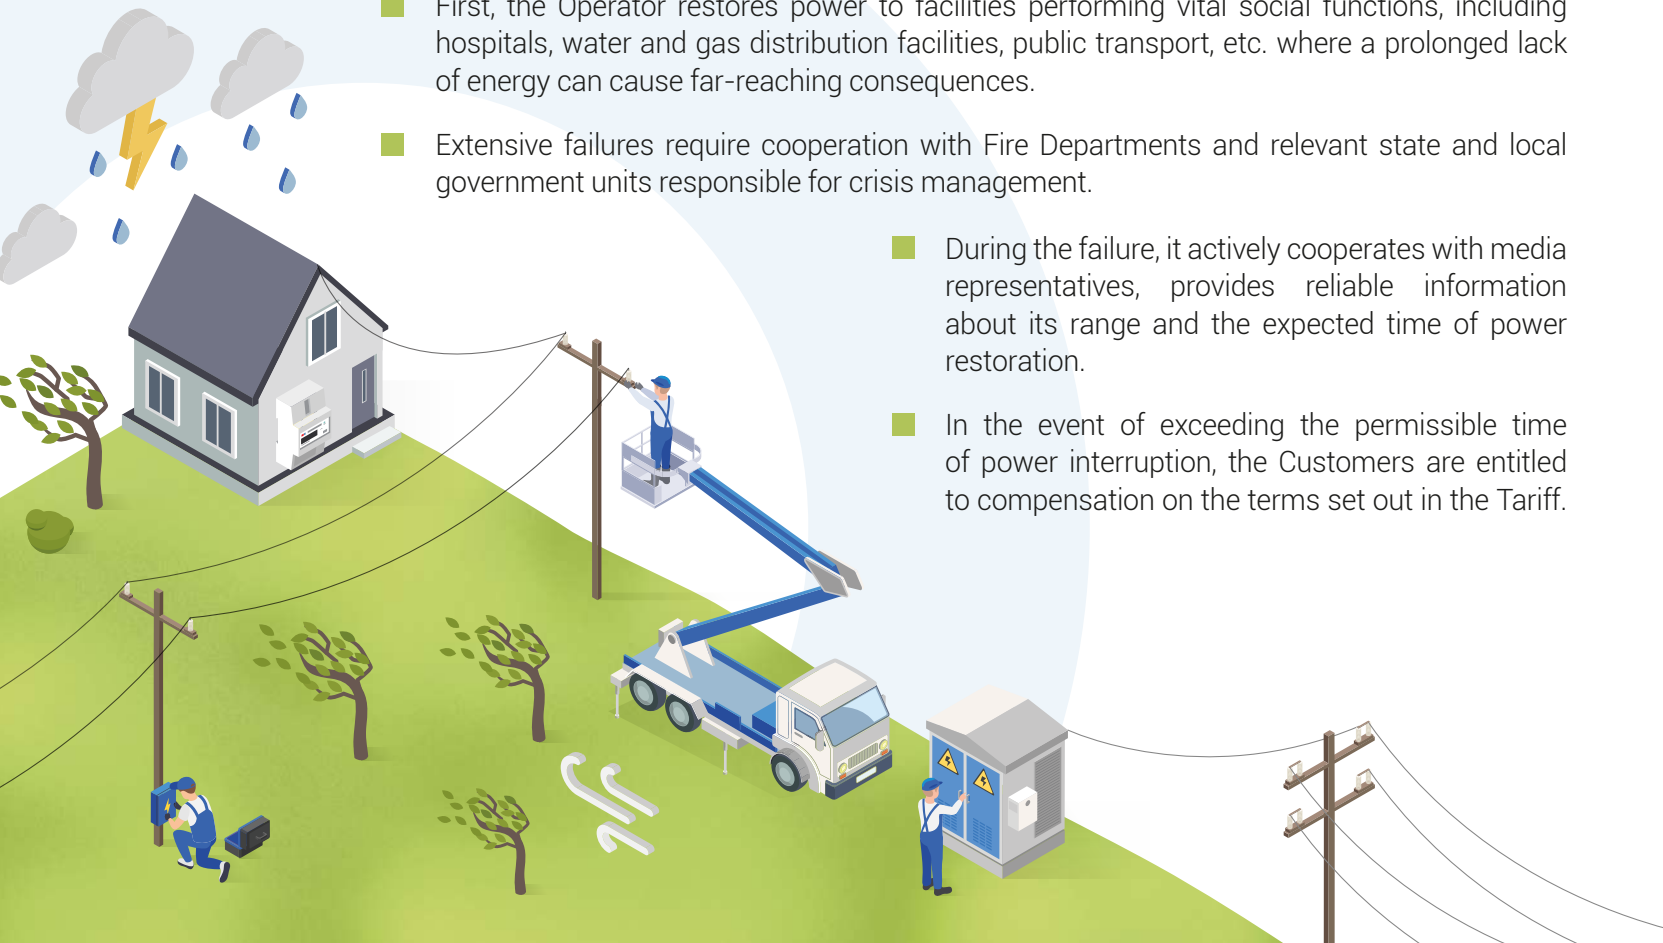 First, the Operator restores power to facilities performing vital social functions, including
hospitals, water and gas distribution facilities, public transport, etc. where a prolonged lack
of energy can cause far-reaching consequences.
Extensive failures require cooperation with Fire Departments and relevant state and local
government units responsible for crisis management.
During the failure, it actively cooperates with media
representatives, provides reliable information
about its range and the expected time of power
restoration.
In the event of exceeding the permissible time
of power interruption, the Customers are entitled
to compensation on the terms set out in the Tariff.